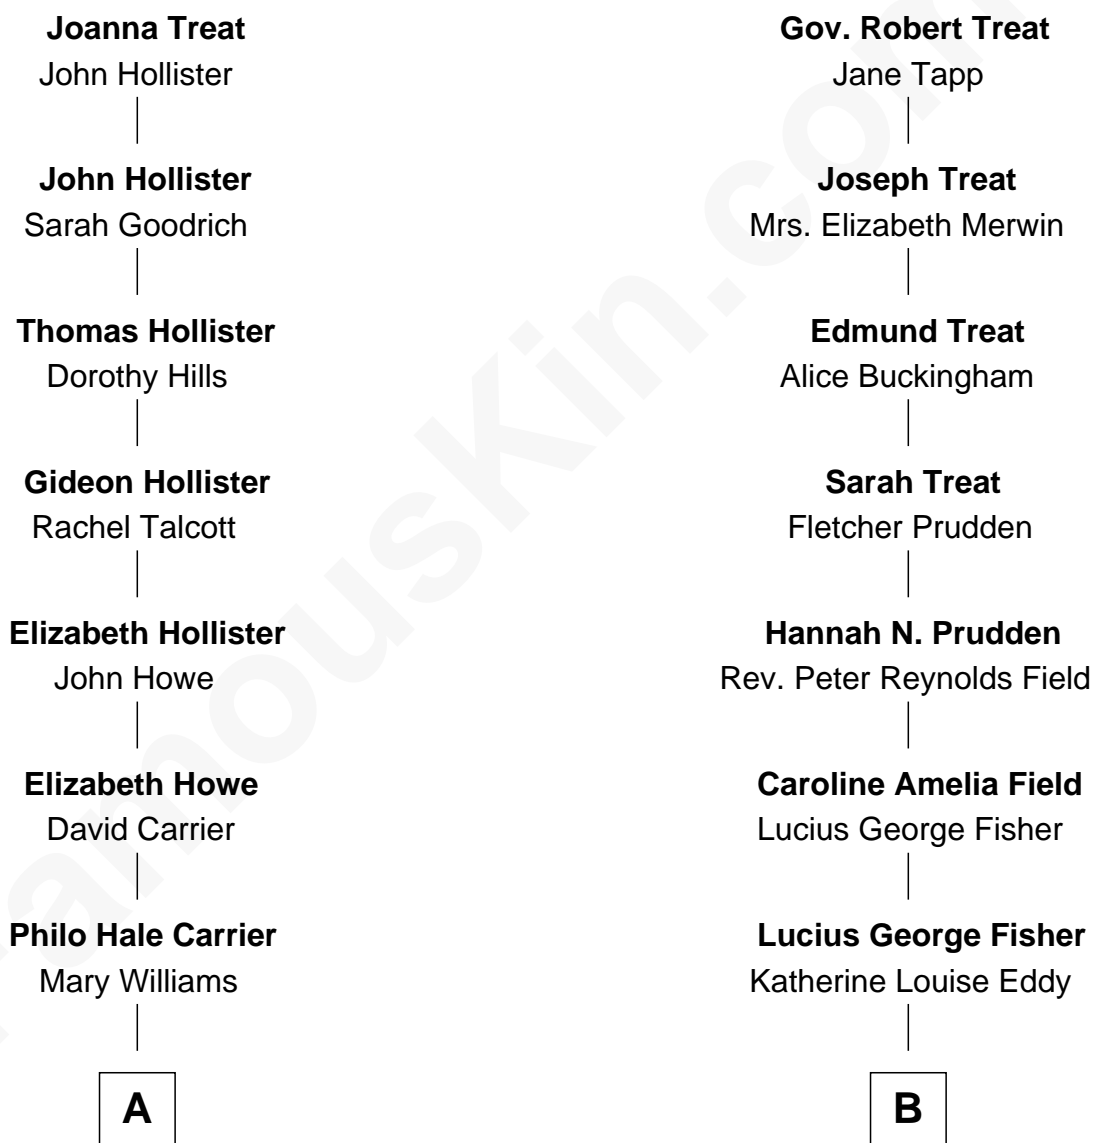 Joanna Treat
John Hollister
John Hollister
Sarah Goodrich
Thomas Hollister
Dorothy Hills
Gideon Hollister
Rachel Talcott
Elizabeth Hollister
John Howe
Elizabeth Howe
David Carrier
Philo Hale Carrier
Mary Williams
A
Gov. Robert Treat
Jane Tapp
Joseph Treat
Mrs. Elizabeth Merwin
Edmund Treat
Alice Buckingham
Sarah Treat
Fletcher Prudden
Hannah N. Prudden
Rev. Peter Reynolds Field
Caroline Amelia Field
Lucius George Fisher
Lucius George Fisher
Katherine Louise Eddy
B
FamousKin.com